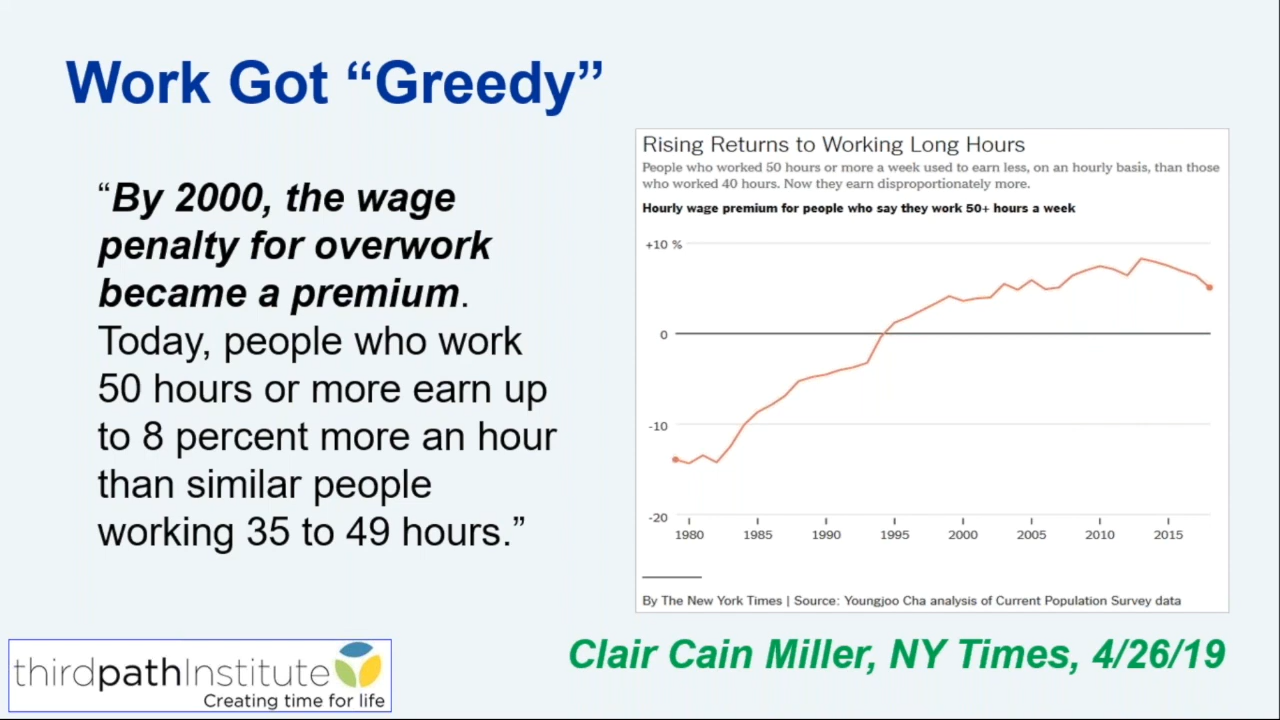 Work Got “Greedy”
“By 2000, the wage
penalty for overwork
became a premium.
Today, people who work
50 hours or more earn up
to 8 percent more an hour
than similar people
working 35 to 49 hours.”
Rising Returns to Working Long Hours
People who worked 50 hours or more a week used to earn less, on an hourly basis, than those
who worked 40 hours. Now they earn disproportionately more.
Hourly wage premium for people who say they work 50+ hours a week
+10 %
0
-10
-20
1980 1985 1990 1995 2000 2005 2010 2015
By The New York Times | Source: Youngjoo Cha analysis of Current Population Survey data
Clair Cain Miller, NY Times, 4/26/19
thirdpathInstitute
Creating time for life